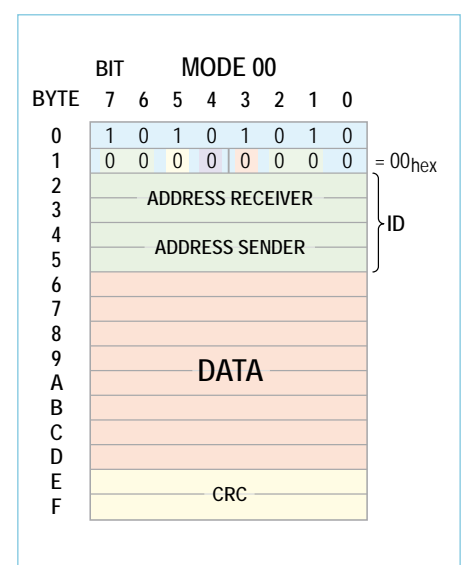 BIT MODE 00
BYTE 7 6 5 4 3 2 1 0
0 1 0 1 0 1 0 1 0
1 0 0 0 0 0 0 0 0 = 00hex
2
ADDRESS RECEIVER
3
ID
4
ADDRESS SENDER
5
6
7
8
9
DATA
A
B
C
D
E
CRC
F